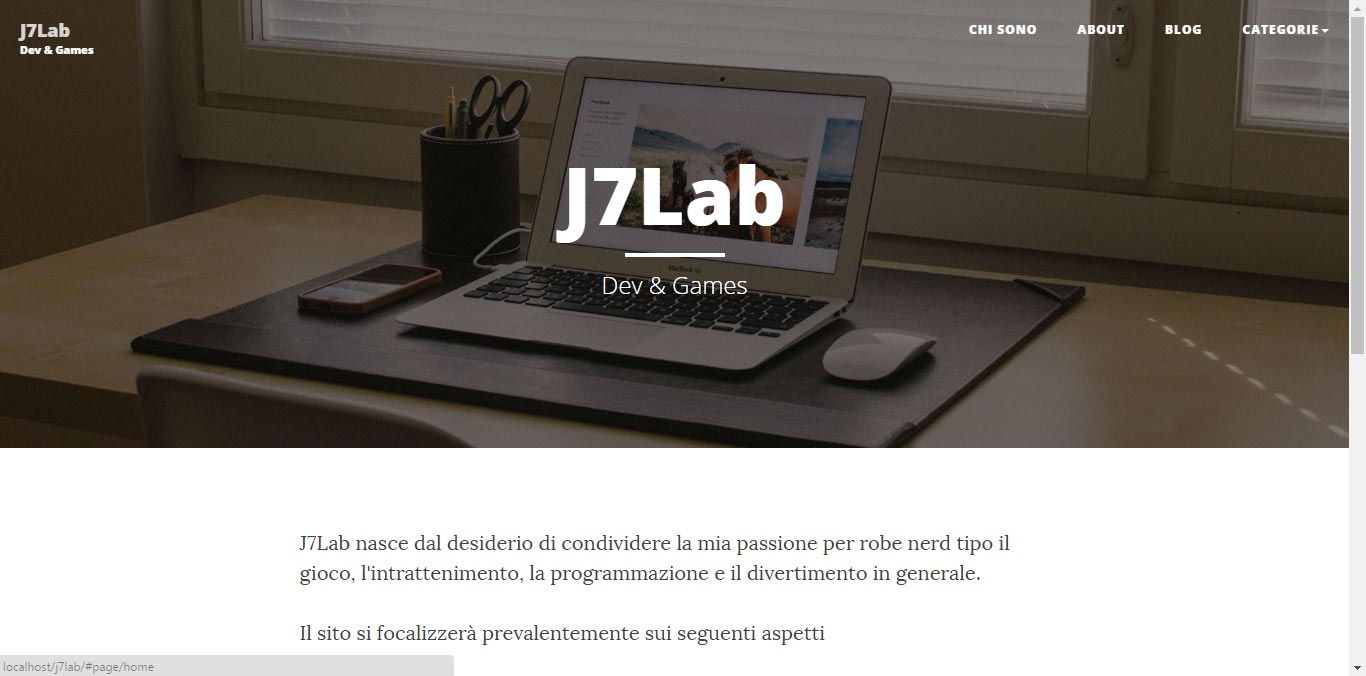 J7Lab
Dev & Games
CHI SONO
ABOUT
BLOG
CATEGORIE
J7Lab
Dev & Games
MacBook Air
J7Lab nasce dal desiderio di condividere la mia passione per robe nerd tipo il
gioco, l'intrattenimento, la programmazione e il divertimento in generale.
Il sito si focalizzerà prevalentemente sui seguenti aspetti
localhost/j7lab/#page/home